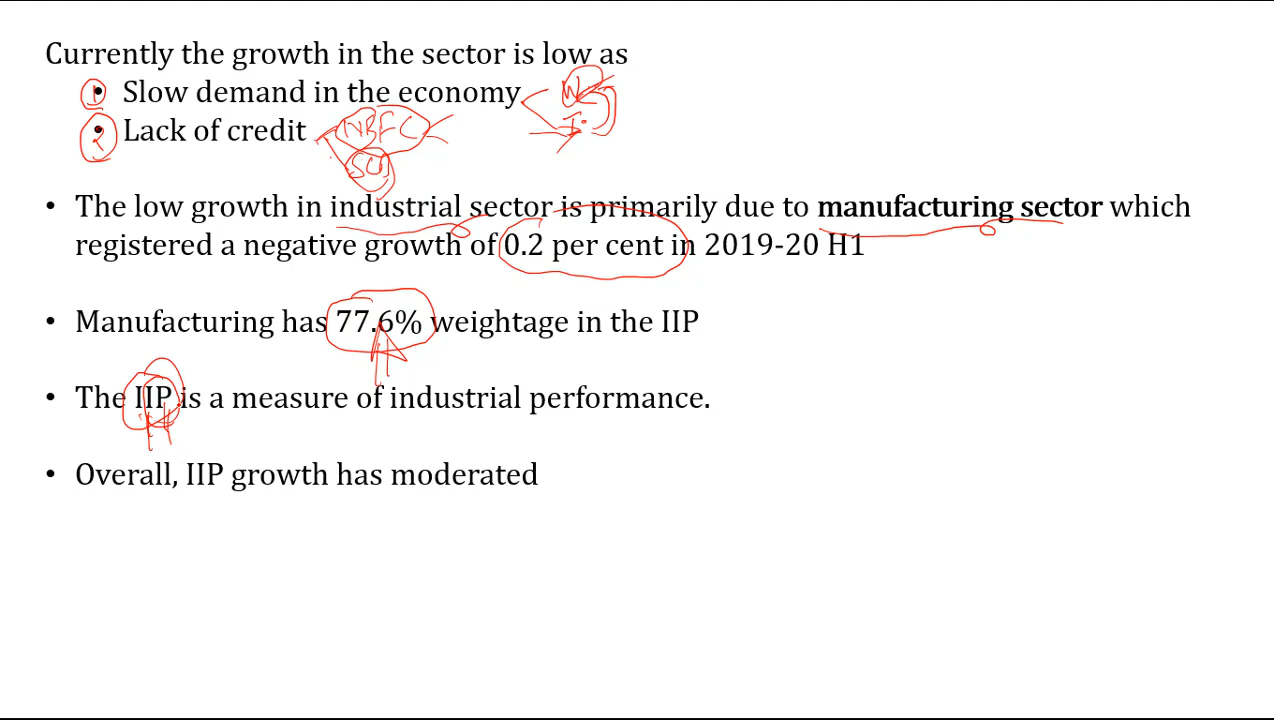 Currently the growth in the sector is low as
1 • Slow demand in the economy W
I
2 • Lack of credit NBFC
SCB
• The low growth in industrial sector is primarily due to manufacturing sector which
registered a negative growth of 0.2 per cent in 2019-20 H1
• Manufacturing has 77.6% weightage in the IIP
• The IIP is a measure of industrial performance.
• Overall, IIP growth has moderated